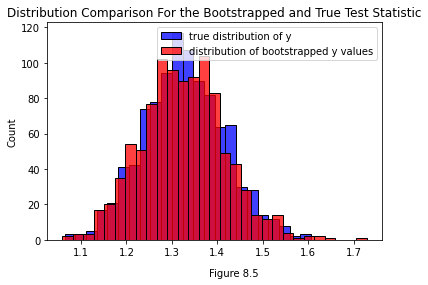 Distribution Comparison For the Bootstrapped and True Test Statistic
true distribution of y
distribution of bootstrapped y values
Count
120
100
80
60
40
20
0
1.1 1.2 1.3 1.4 1.5 1.6 1.7
Figure 8.5